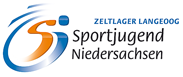 ZELTLAGER LANGEOOG
Sportjugend
Niedersachsen